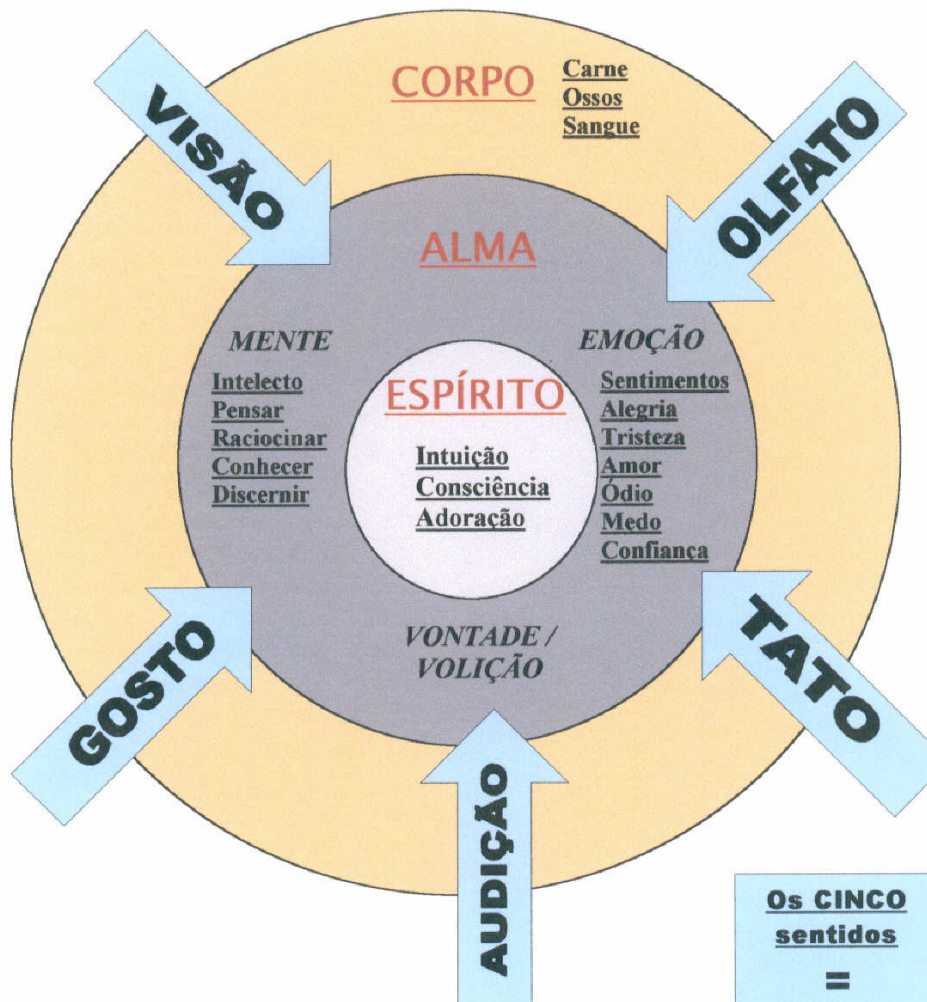 CORPO
Carne
Ossos
Sangue
VISÃO
OLFATO
ALMA
MENTE
Intelecto
Pensar
Raciocinar
Conhecer
Discernir
EMOÇÃO
Sentimentos
Alegria
Tristeza
Amor
Ódio
Medo
Confiança
ESPÍRITO
Intuição
Consciência
Adoração
VONTADE /
VOLIÇÃO
GOSTO
TATO
AUDIÇÃO
Os CINCO
sentidos
=